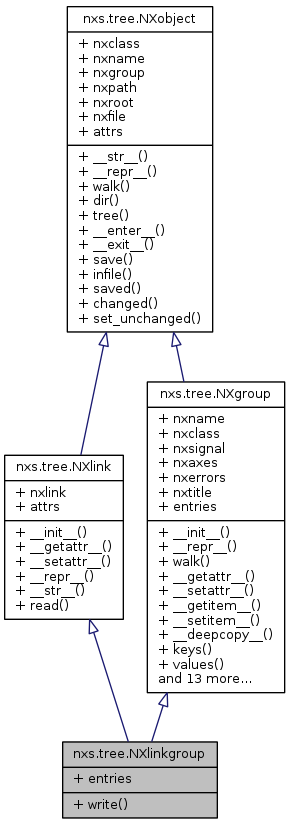 nxs.tree.NXobject
+ nxclass
+ nxname
+ nxgroup
+ nxpath
+ nxroot
+ nxfile
+ attrs
+ __str__()
+ __repr__()
+ walk()
+ dir()
+ tree()
+ __enter__()
+ __exit__()
+ save()
+ infile()
+ saved()
+ changed()
+ set_unchanged()
nxs.tree.NXlink
+ nxlink
+ attrs
+ __init__()
+ __getattr__()
+ __setattr__()
+ __repr__()
+ __str__()
+ read()
nxs.tree.NXgroup
+ nxname
+ nxclass
+ nxsignal
+ nxaxes
+ nxerrors
+ nxtitle
+ entries
+ __init__()
+ __repr__()
+ walk()
+ __getattr__()
+ __setattr__()
+ __getitem__()
+ __setitem__()
+ __deepcopy__()
+ keys()
+ values()
and 13 more...
nxs.tree.NXlinkgroup
+ entries
+ write()